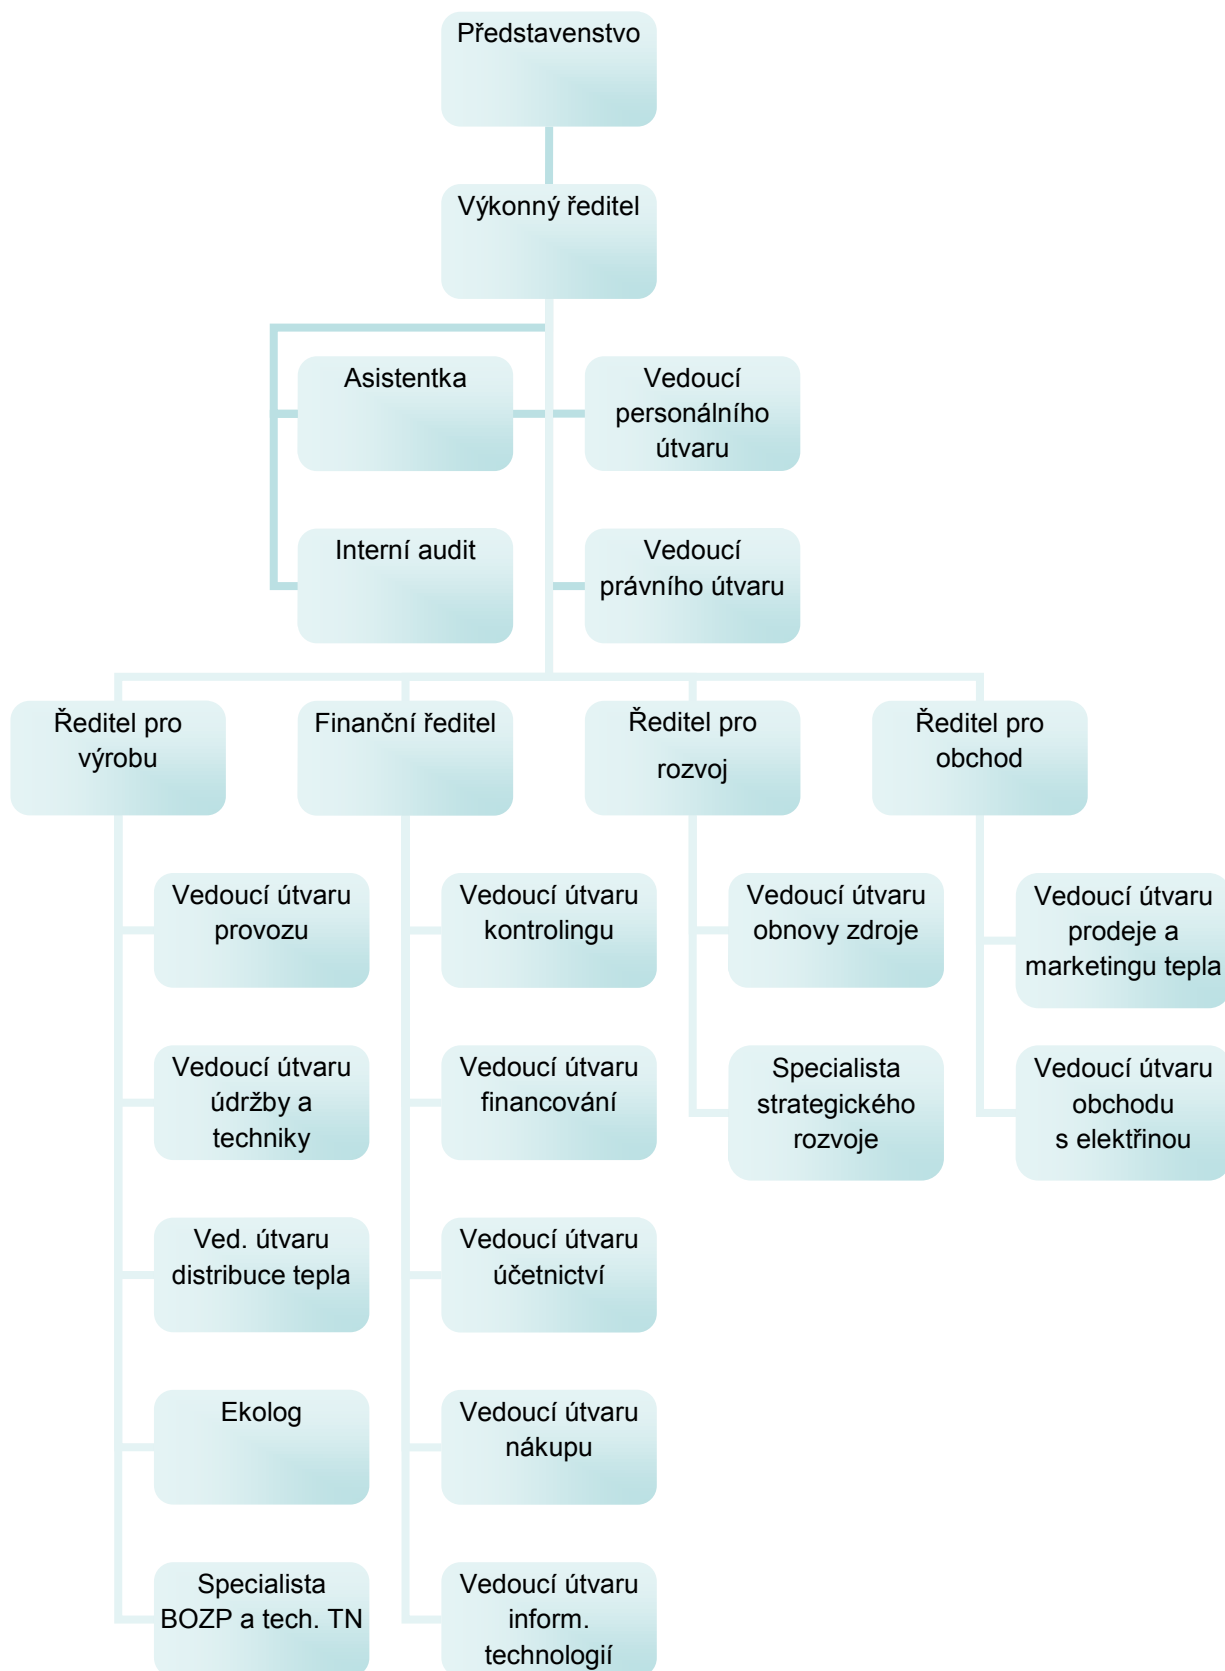 Představenstvo
Výkonný ředitel
Asistentka
Vedoucí
personálního
útvaru
Interní audit
Vedoucí
právního útvaru
Ředitel pro
výrobu
Finanční ředitel
Ředitel pro
rozvoj
Ředitel pro
obchod
Vedoucí útvaru
provozu
Vedoucí útvaru
kontrolingu
Vedoucí útvaru
obnovy zdroje
Vedoucí útvaru
prodeje a
marketingu tepla
Vedoucí útvaru
údržby a
techniky
Vedoucí útvaru
financování
Specialista
strategického
rozvoje
Vedoucí útvaru
obchodu
s elektřinou
Ved. útvaru
distribuce tepla
Vedoucí útvaru
účetnictví
Ekolog
Vedoucí útvaru
nákupu
Specialista
BOZP a tech. TN
Vedoucí útvaru
inform.
technologií